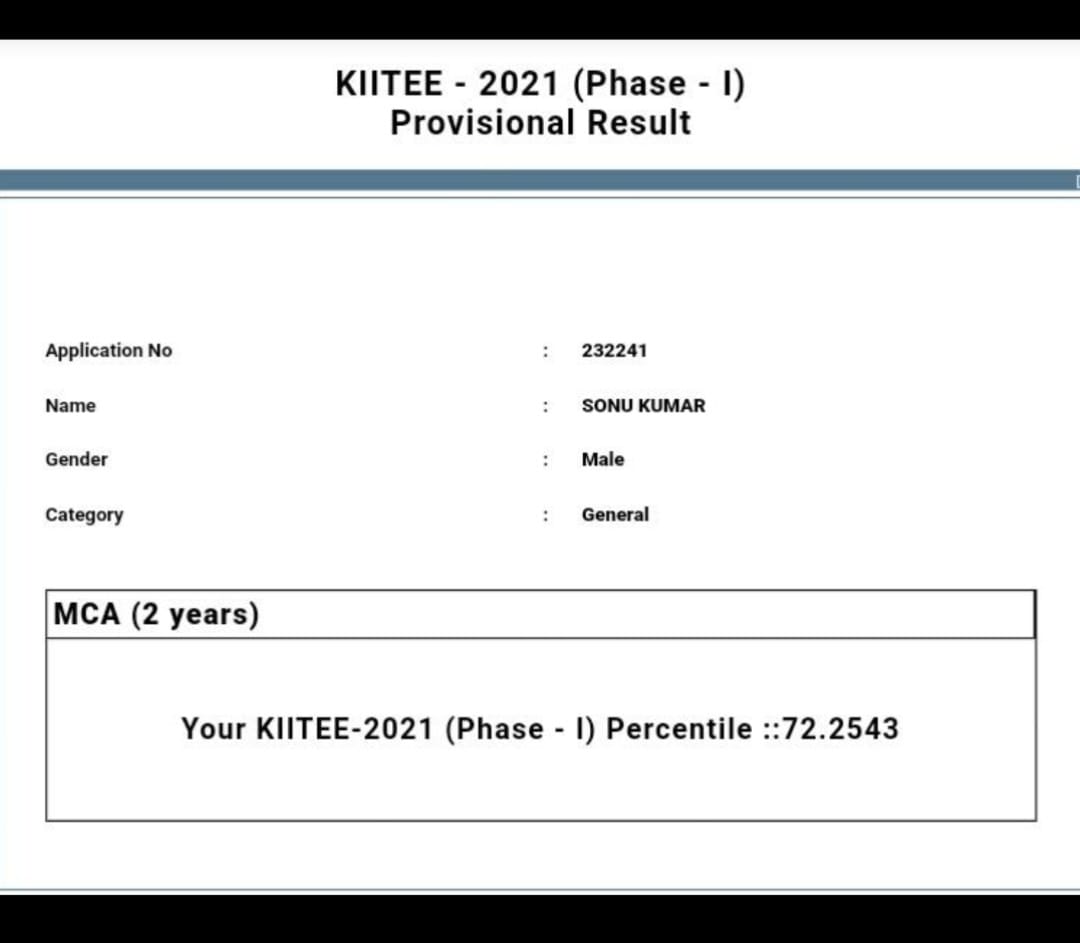 KIITEE - 2021 (Phase - I)
Provisional Result
Application No : 232241
Name : SONU KUMAR
Gender : Male
Category : General
MCA (2 years)
Your KIITEE-2021 (Phase - I) Percentile ::72.2543